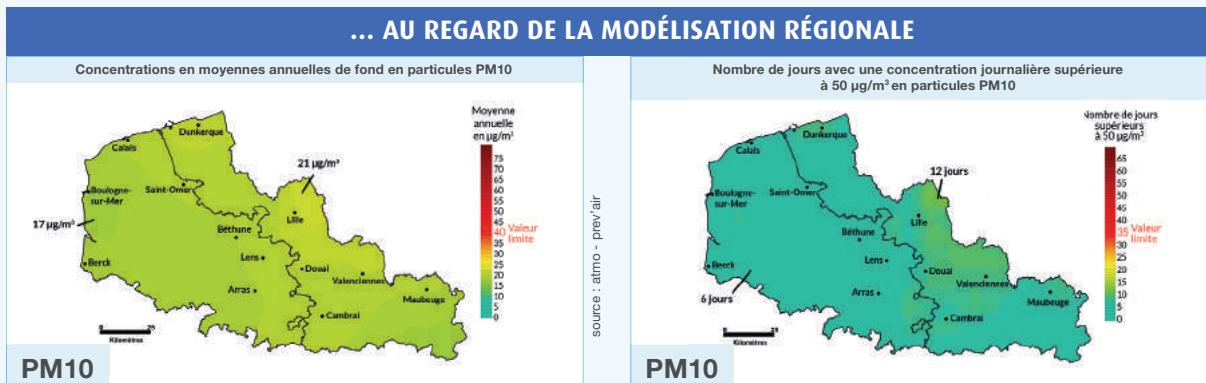 ... AU REGARD DE LA MODÉLISATION RÉGIONALE
Concentrations en moyennes annuelles de fond en particules PM10
Moyenne
annuelle
en µg/m³
75
70
65
60
55
50
45
40 Valeur
limite
35
30
25
20
15
10
5
0
Dunkerque
Calais
21 µg/m³
Saint-Omer
Boulogne-
sur-Mer
17 µg/m³
Lille
Béthune
Lens
Berck
Douai
Valenciennes
Arras
Maubeuge
Cambrai
0
25
Kilomètres
PM10
source : atmo - prev'air
Nombre de jours avec une concentration journalière supérieure
à 50 µg/m³ en particules PM10
Nombre de jours
supérieurs
à 50 µg/m³
65
60
55
50
45
40
35 Valeur
limite
30
25
20
15
10
5
0
Dunkerque
Calais
12 jours
Saint-Omer
Boulogne-
sur-Mer
Lille
Béthune
Lens
Berck
Douai
Valenciennes
6 jours
Arras
Maubeuge
Cambrai
0
25
Kilomètres
PM10